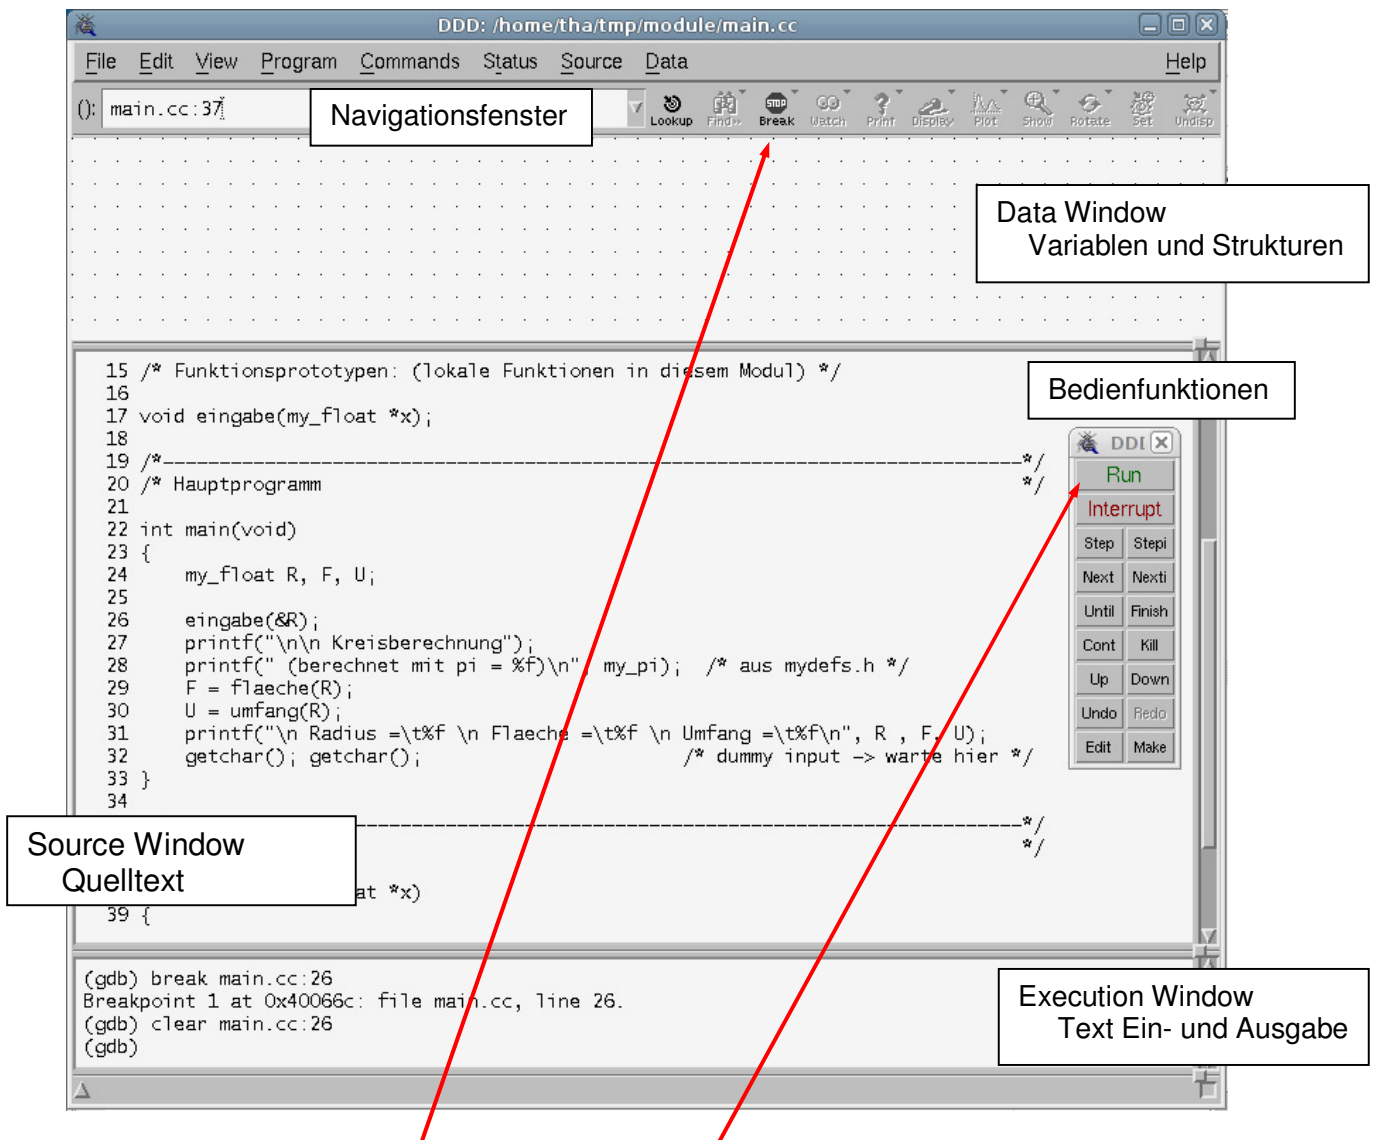 DDD: /home/tha/tmp/module/main.cc
File Edit View Program Commands Status Source Data Help
(): main.cc:37
Navigationsfenster
Lookup Find>> Break Watch Print Display Plot Show Rotate Set Undisp
Data Window
Variablen und Strukturen
15 /* Funktionsprototypen: (lokale Funktionen in diesem Modul) */
16
17 void eingabe(my_float *x);
18
19 /*----------------------------------------------------------------------------*/
20 /* Hauptprogramm */
21
22 int main(void)
23 {
24 my_float R, F, U;
25
26 eingabe(&R);
27 printf("\n\n Kreisberechnung");
28 printf(" (berechnet mit pi = %f)\n", my_pi); /* aus mydefs.h */
29 F = flaeche(R);
30 U = umfang(R);
31 printf("\n Radius =\t%f \n Flaeche =\t%f \n Umfang =\t%f\n", R , F, U);
32 getchar(); getchar(); /* dummy input -> warte hier */
33 }
34
----------------------------------------------------------*/
*/
at *x)
39 {
Bedienfunktionen
DDD
Run
Interrupt
Step Stepi
Next Nexti
Until Finish
Cont Kill
Up Down
Undo Redo
Edit Make
Source Window
Quelltext
(gdb) break main.cc:26
Breakpoint 1 at 0x40066c: file main.cc, line 26.
(gdb) clear main.cc:26
(gdb)
Execution Window
Text Ein- und Ausgabe